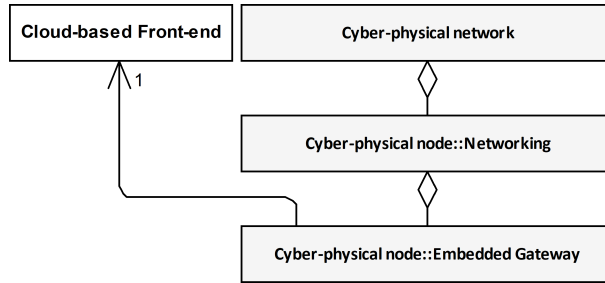 Cloud-based Front-end
Cyber-physical network
1
Cyber-physical node::Networking
Cyber-physical node::Embedded Gateway